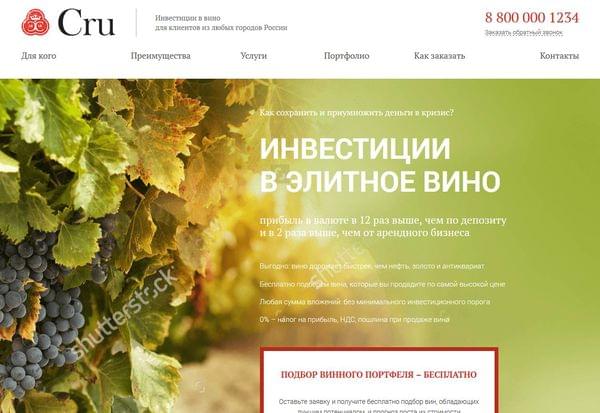 Cru
Инвестиции в вино
для клиентов из любых городов России
8 800 000 1234
Заказать обратный звонок
Для кого Преимущества Услуги Портфолио Как заказать Контакты
Как сохранить и приумножить деньги в кризис?
ИНВЕСТИЦИИ
В ЭЛИТНОЕ ВИНО
прибыль в валюте в 12 раз выше, чем по депозиту
и в 2 раза выше, чем от арендного бизнеса
Выгодно: вино дорожает быстрее, чем нефть, золото и антиквариат
Бесплатно подберем вина, которые вы продадите по самой высокой цене
Любая сумма вложений: без минимального инвестиционного порога
0% – налог на прибыль, НДС, пошлина при продаже вина
shutterstock
shutterstock
ПОДБОР ВИННОГО ПОРТФЕЛЯ – БЕСПЛАТНО
Оставьте заявку и получите бесплатно подбор вин, обладающих